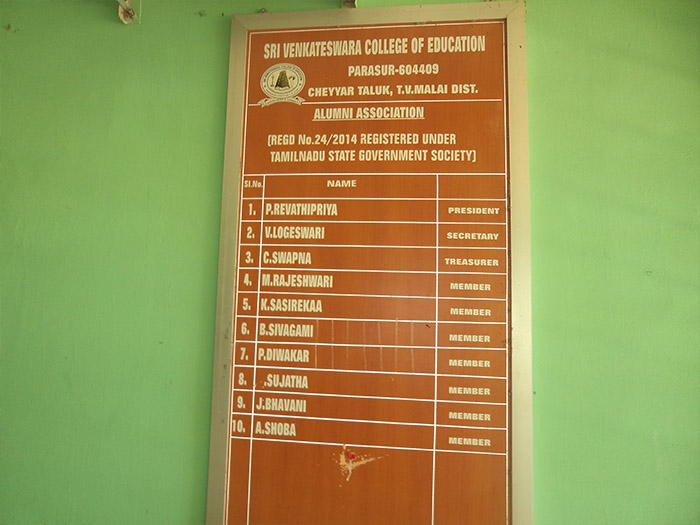 SRI VENKATESWARA COLLEGE OF EDUCATION
PARASUR-604409
CHEYYAR TALUK, T.V.MALAI DIST.
ALUMNI ASSOCIATION
[REGD No.24/2014 REGISTERED UNDER
TAMILNADU STATE GOVERNMENT SOCIETY]
Sl.No. NAME
1. P.REVATHIPRIYA PRESIDENT
2. V.LOGESWARI SECRETARY
3. C.SWAPNA TREASURER
4. M.RAJESHWARI MEMBER
5. K.SASIREKAA MEMBER
6. B.SIVAGAMI MEMBER
7. P.DIWAKAR MEMBER
8. .SUJATHA MEMBER
9. J.BHAVANI MEMBER
10. A.SHOBA MEMBER